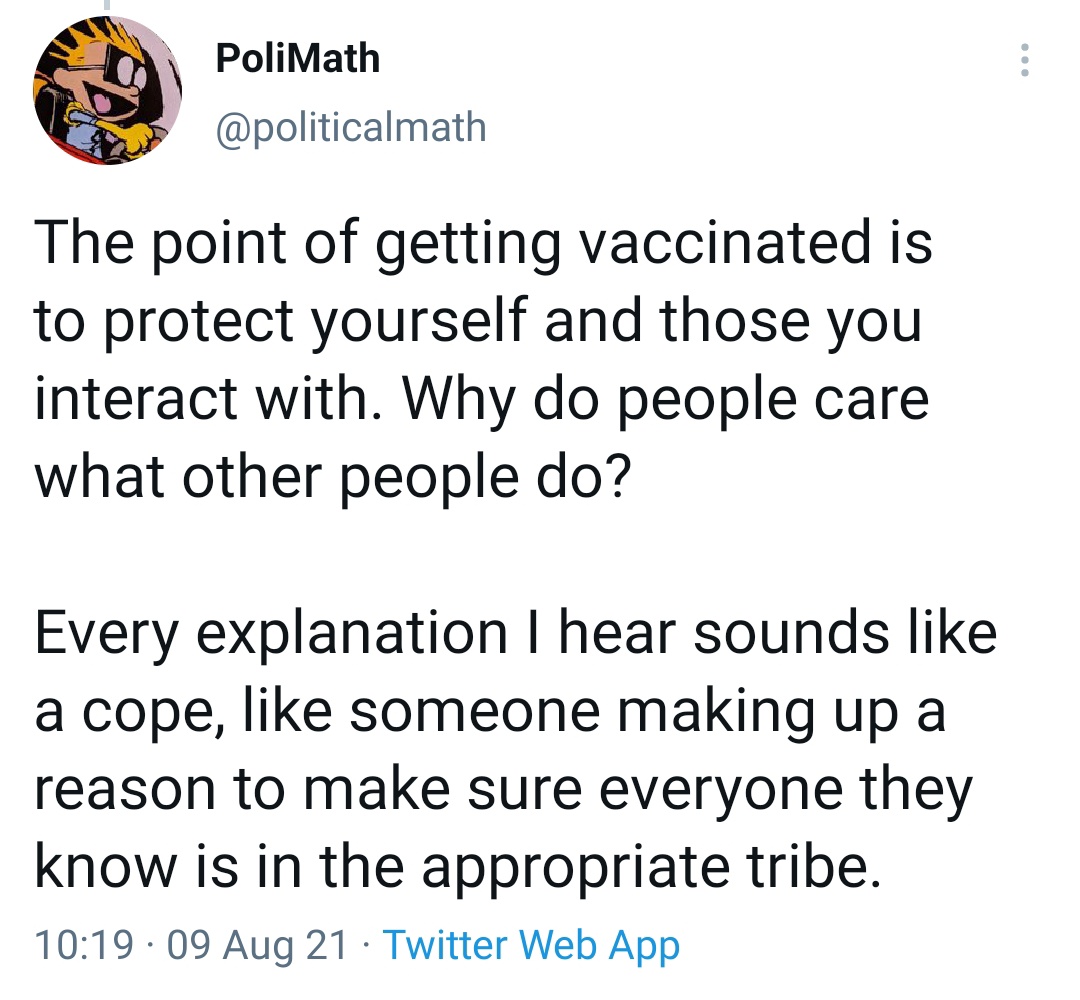 PoliMath
@politicalmath
The point of getting vaccinated is
to protect yourself and those you
interact with. Why do people care
what other people do?
Every explanation I hear sounds like
a cope, like someone making up a
reason to make sure everyone they
know is in the appropriate tribe.
10:19 · 09 Aug 21 · Twitter Web App